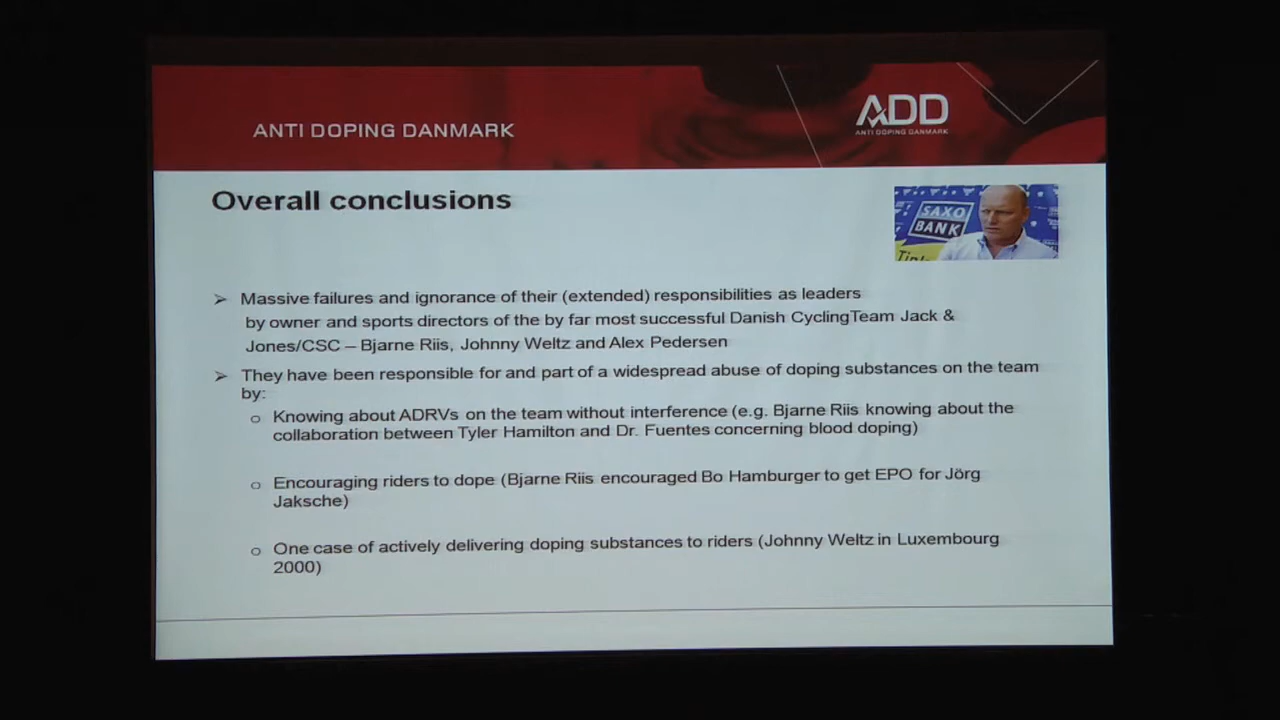 ANTI DOPING DANMARK
ADD
ANTI DOPING DANMARK
Overall conclusions
SAXO
BANK
➢ Massive failures and ignorance of their (extended) responsibilities as leaders
by owner and sports directors of the by far most successful Danish CyclingTeam Jack &
Jones/CSC – Bjarne Riis, Johnny Weltz and Alex Pedersen
➢ They have been responsible for and part of a widespread abuse of doping substances on the team
by:
o Knowing about ADRVs on the team without interference (e.g. Bjarne Riis knowing about the
collaboration between Tyler Hamilton and Dr. Fuentes concerning blood doping)
o Encouraging riders to dope (Bjarne Riis encouraged Bo Hamburger to get EPO for Jörg
Jaksche)
o One case of actively delivering doping substances to riders (Johnny Weltz in Luxembourg
2000)